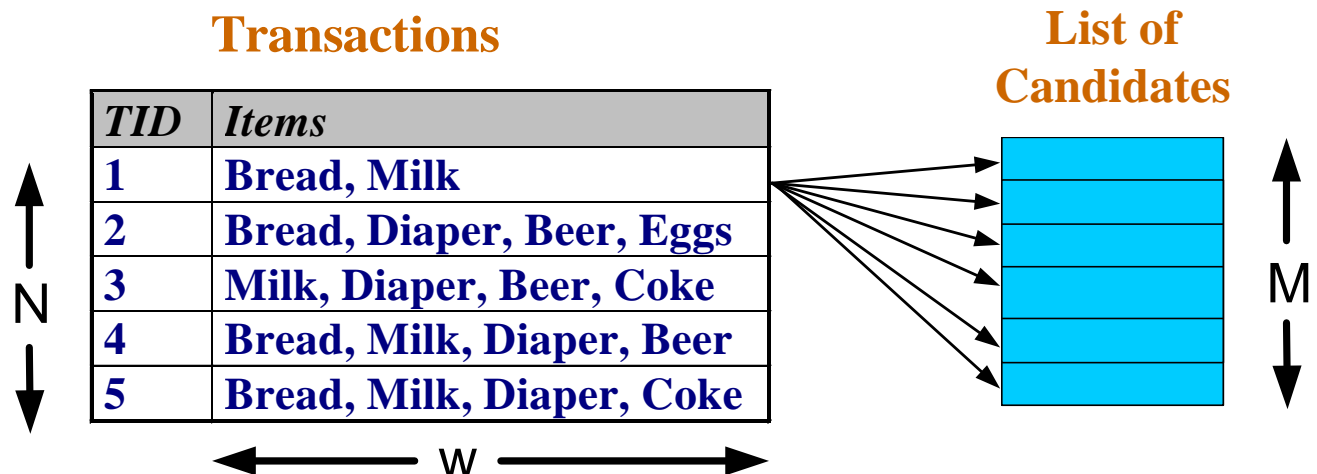 Transactions
List of
Candidates
TID Items
1 Bread, Milk
2 Bread, Diaper, Beer, Eggs
3 Milk, Diaper, Beer, Coke
4 Bread, Milk, Diaper, Beer
5 Bread, Milk, Diaper, Coke
N
M
w